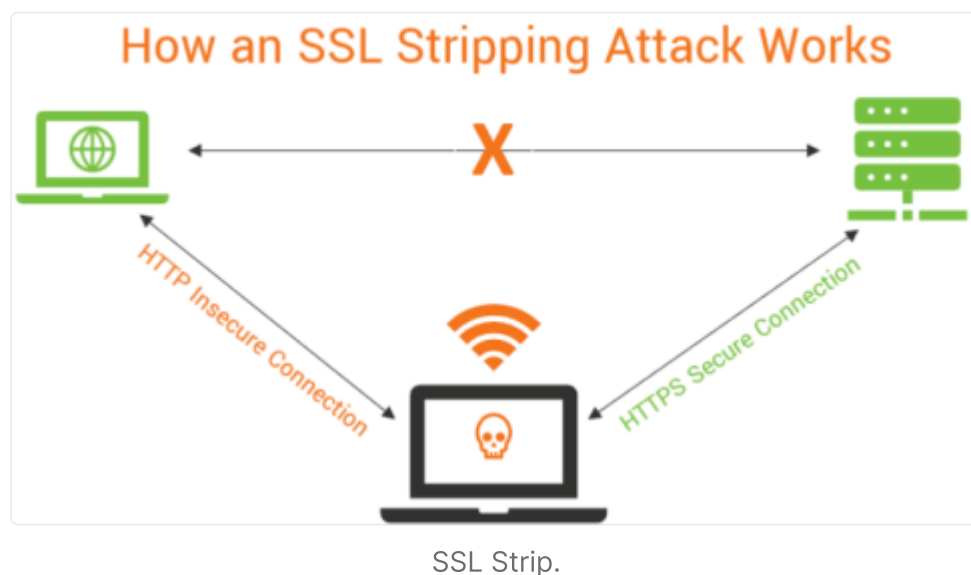 How an SSL Stripping Attack Works
X
HTTP Insecure Connection
HTTPS Secure Connection
SSL Strip.